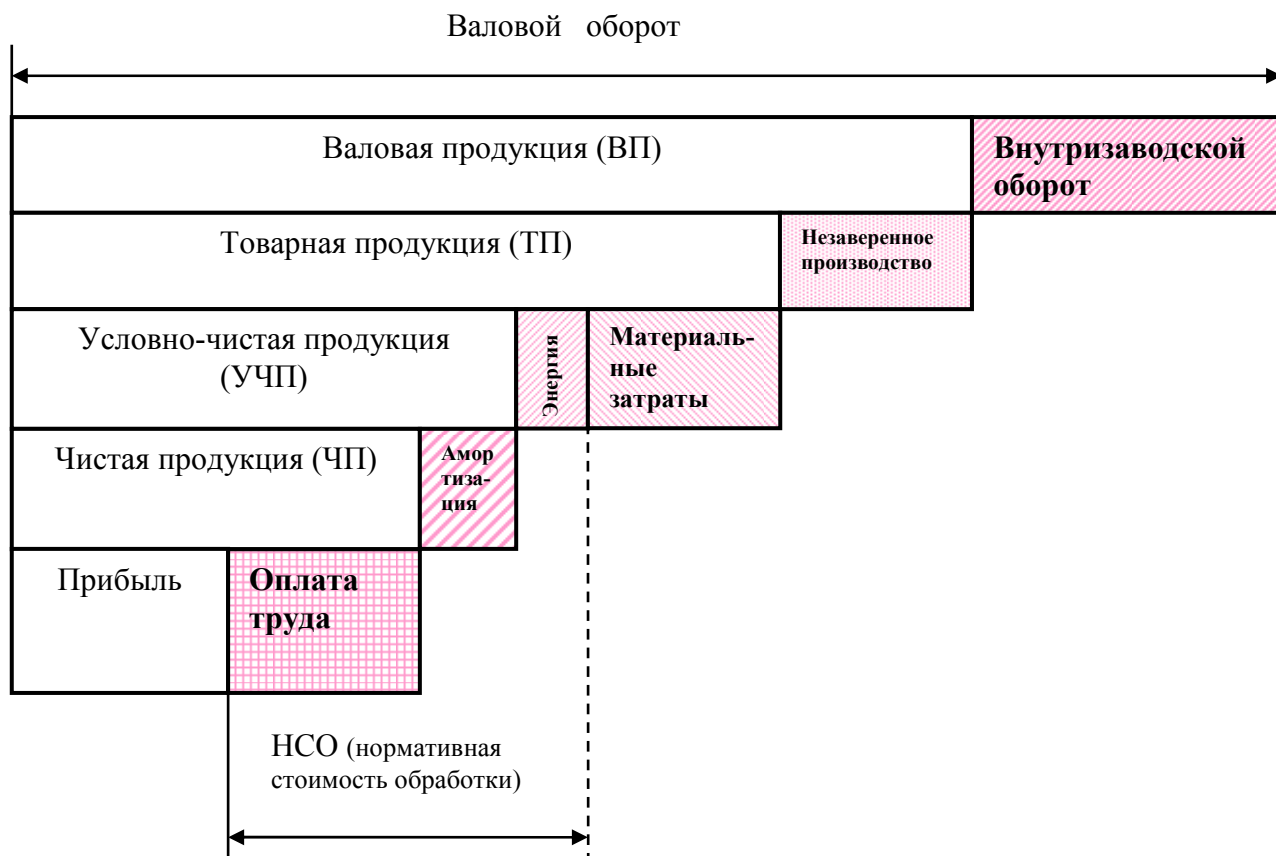 Валовой оборот
Валовая продукция (ВП)
Внутризаводской
оборот
Товарная продукция (ТП)
Незаверенное
производство
Условно-чистая продукция
(УЧП)
Энергия
Материаль-
ные
затраты
Чистая продукция (ЧП)
Амор
тиза-
ция
Прибыль
Оплата
труда
НСО (нормативная
стоимость обработки)